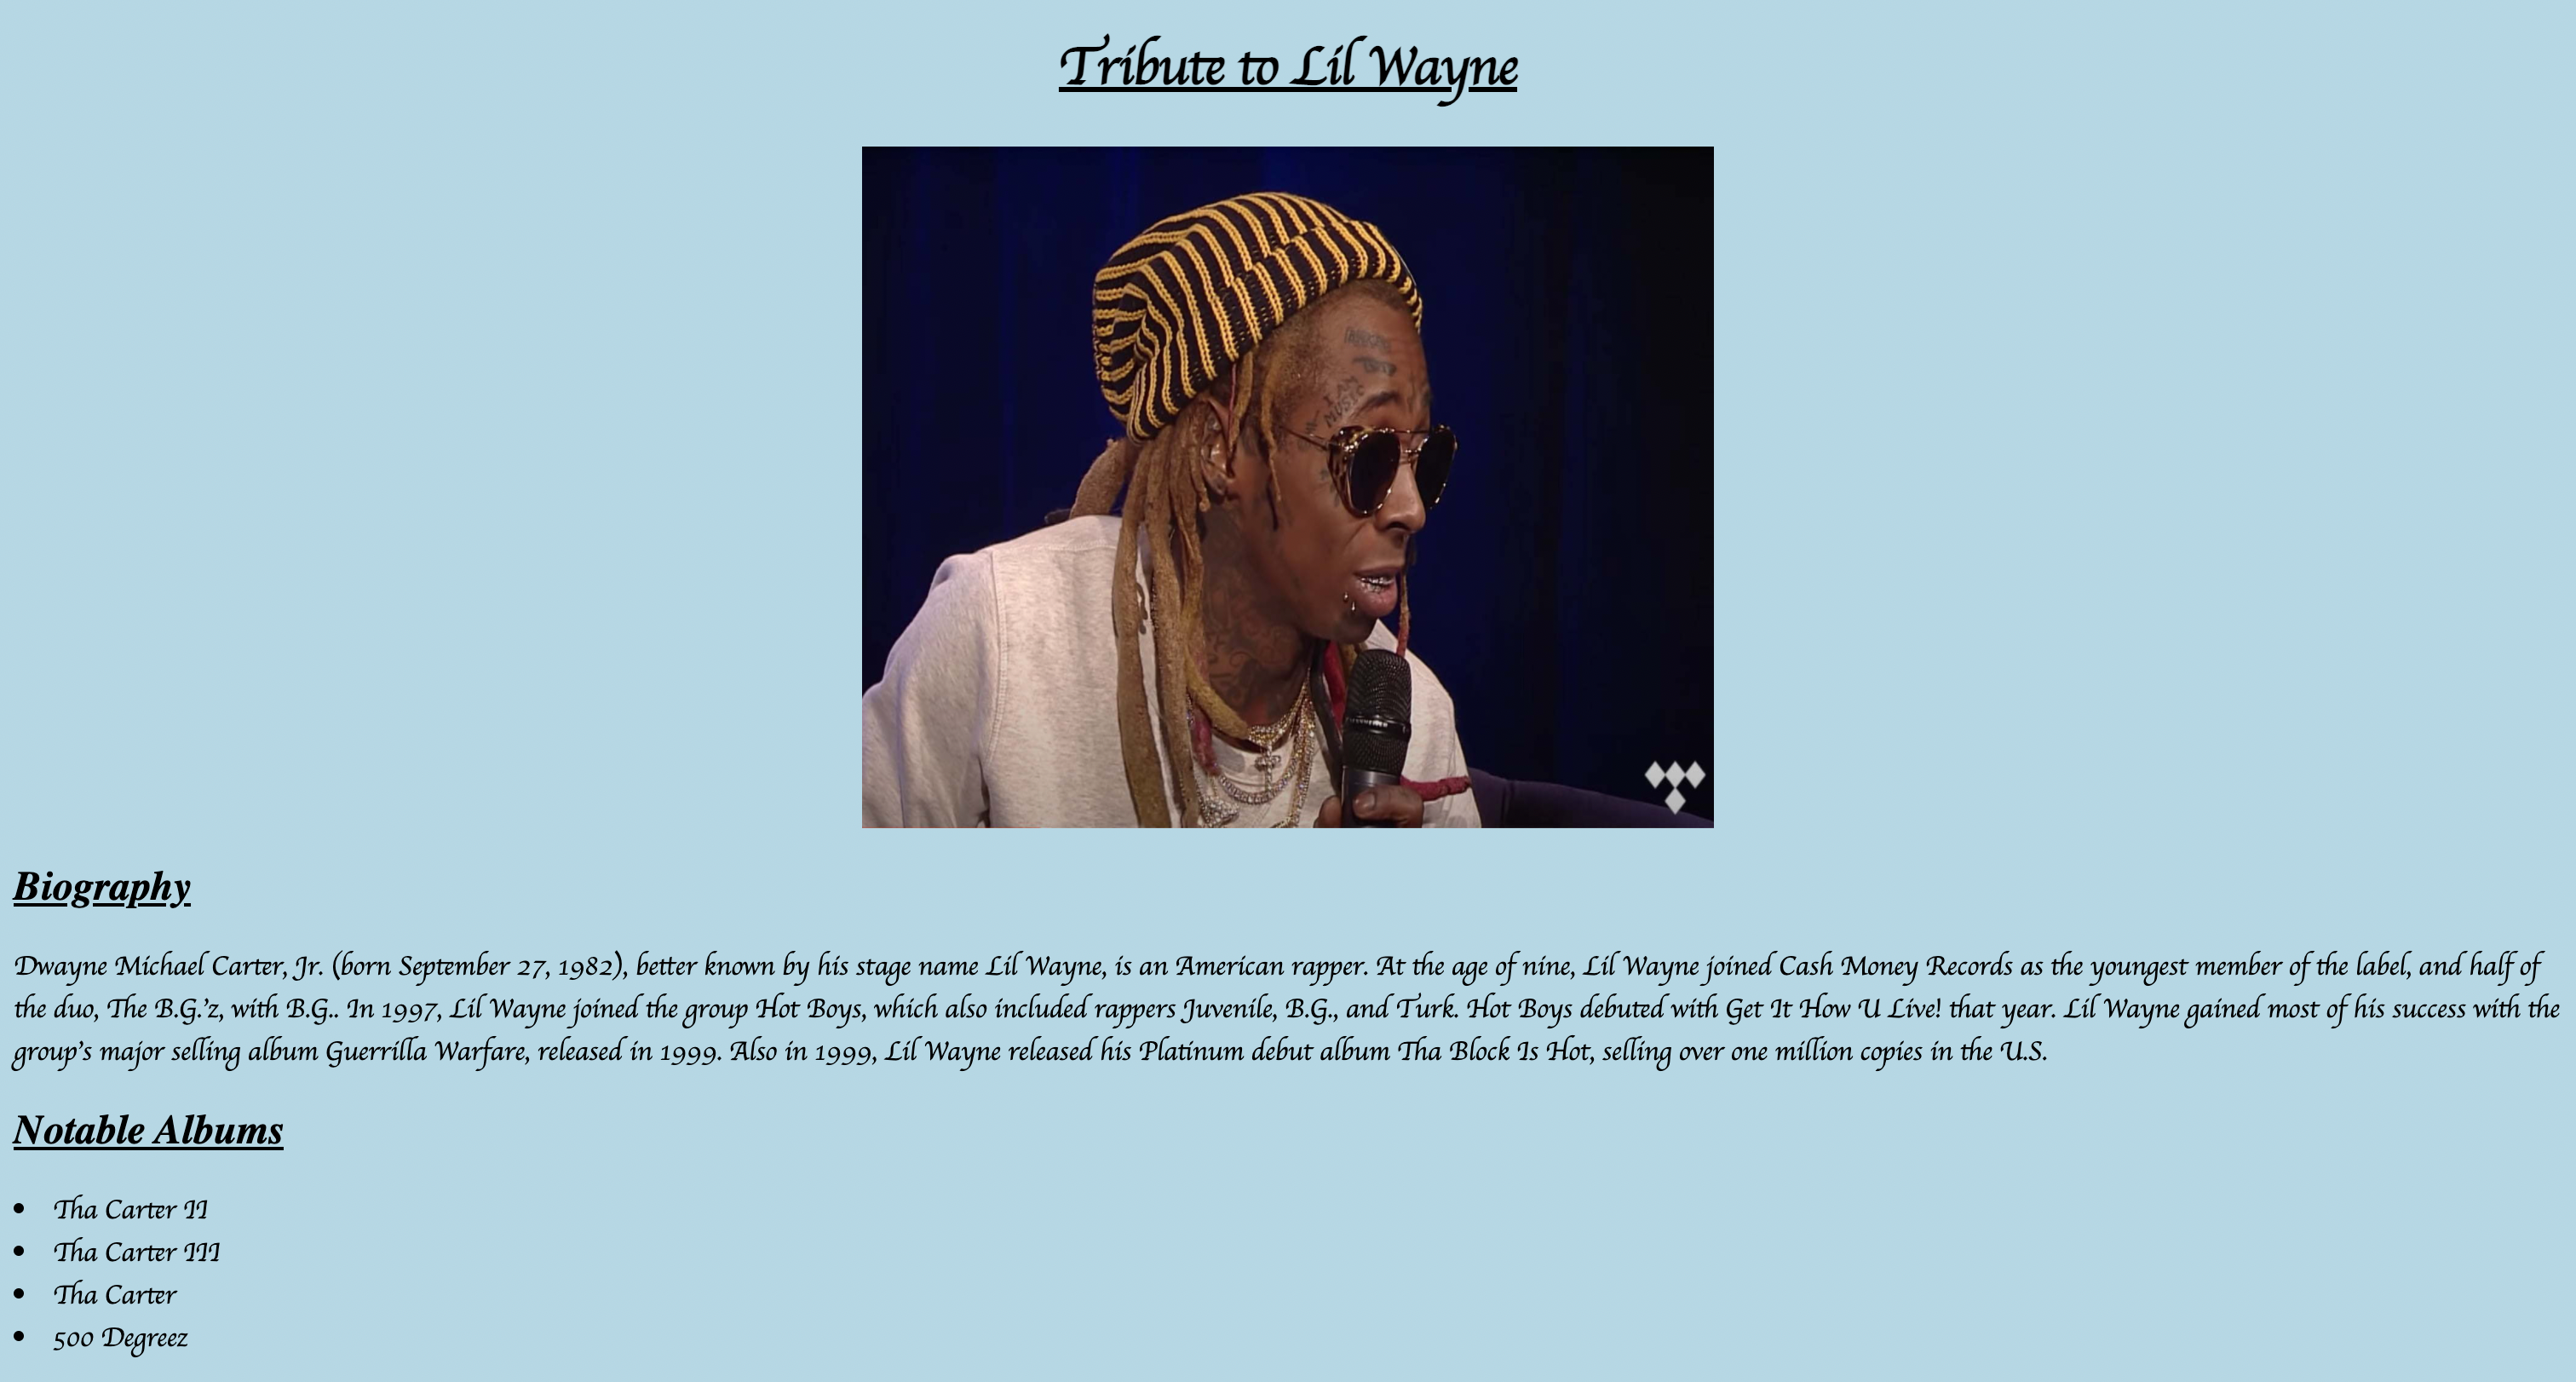 Tribute to Lil Wayne
I AM
MUSIC
Biography
Dwayne Michael Carter, Jr. (born September 27, 1982), better known by his stage name Lil Wayne, is an American rapper. At the age of nine, Lil Wayne joined Cash Money Records as the youngest member of the label, and half of
the duo, The B.G.'z, with B.G.. In 1997, Lil Wayne joined the group Hot Boys, which also included rappers Juvenile, B.G., and Turk. Hot Boys debuted with Get It How U Live! that year. Lil Wayne gained most of his success with the
group's major selling album Guerrilla Warfare, released in 1999. Also in 1999, Lil Wayne released his Platinum debut album Tha Block Is Hot, selling over one million copies in the U.S.
Notable Albums
Tha Carter II
Tha Carter III
Tha Carter
500 Degreez